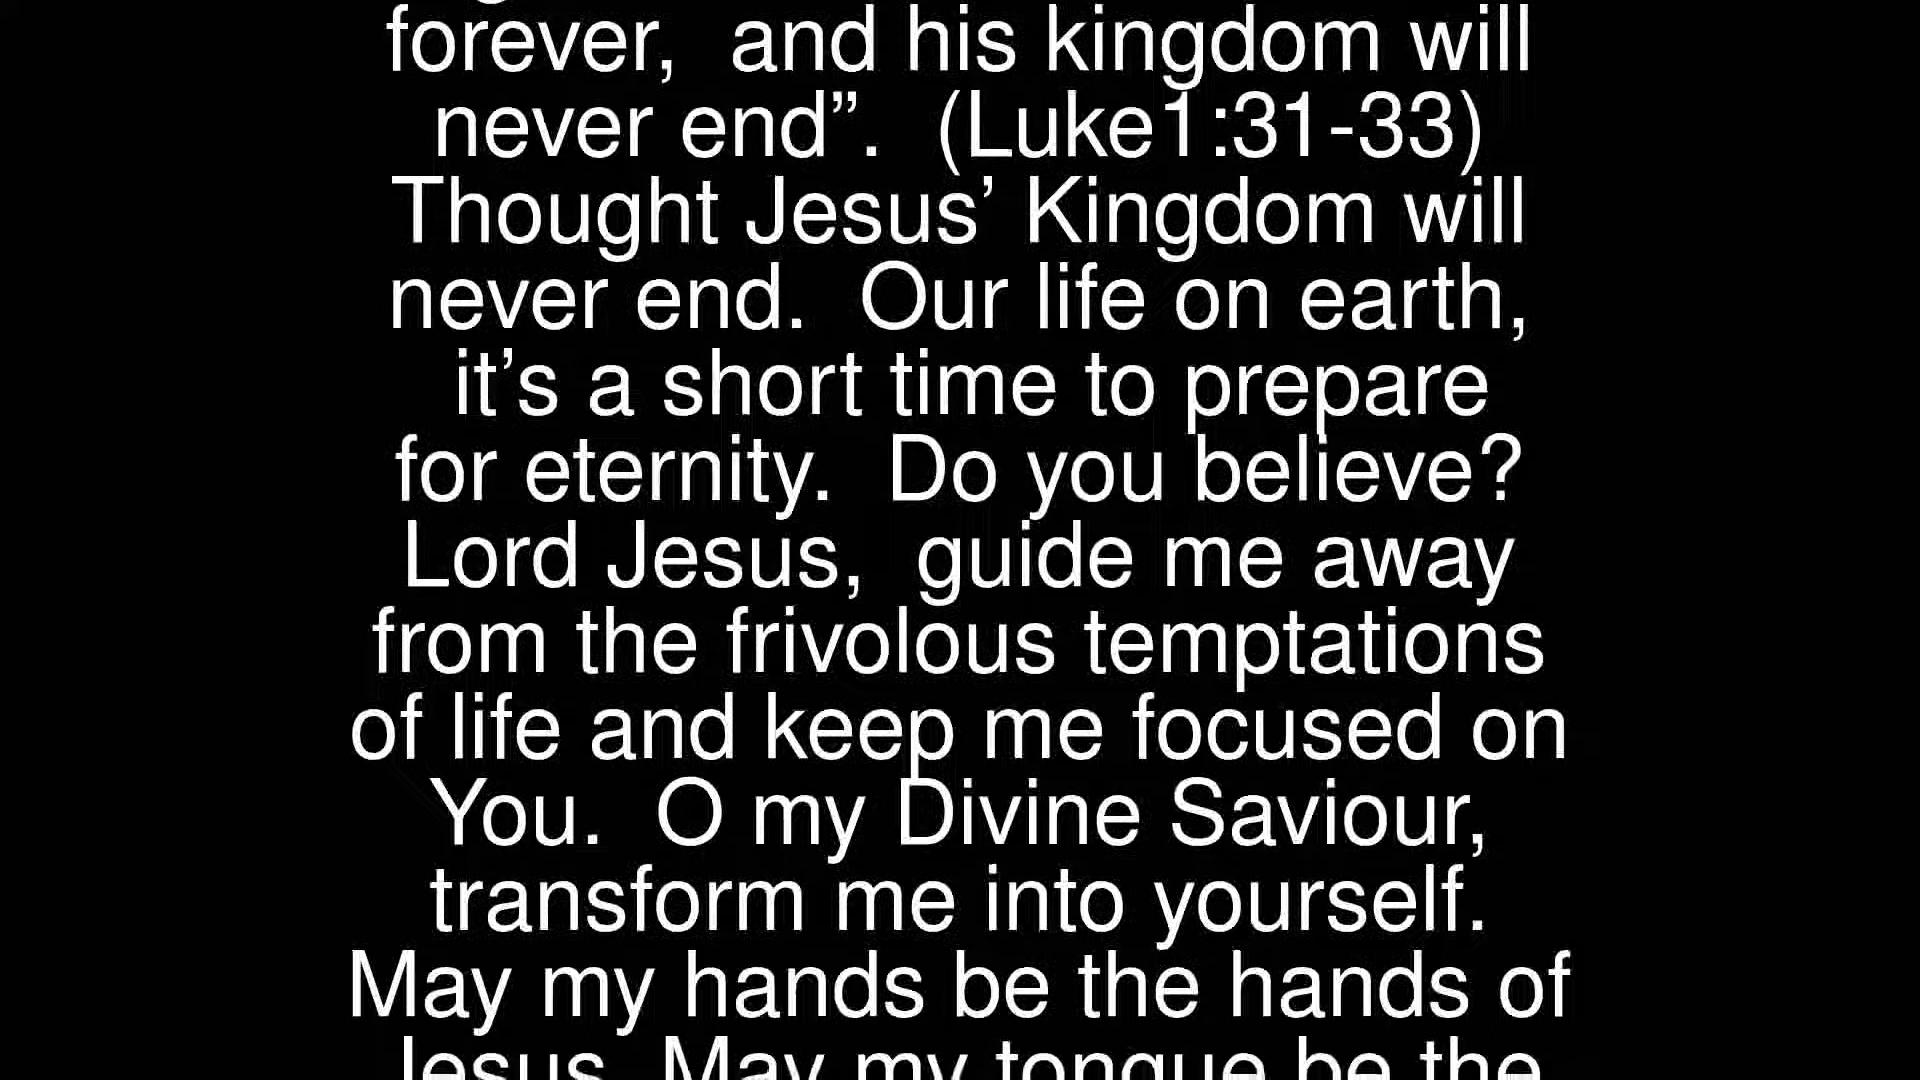 forever,  and his kingdom will
never end”.  (Luke1:31-33)
Thought Jesus’ Kingdom will
never end.  Our life on earth,
it’s a short time to prepare
for eternity.  Do you believe?
Lord Jesus,  guide me away
from the frivolous temptations
of life and keep me focused on
You.  O my Divine Saviour,
transform me into yourself.
May my hands be the hands of
Jesus. May my tongue be the